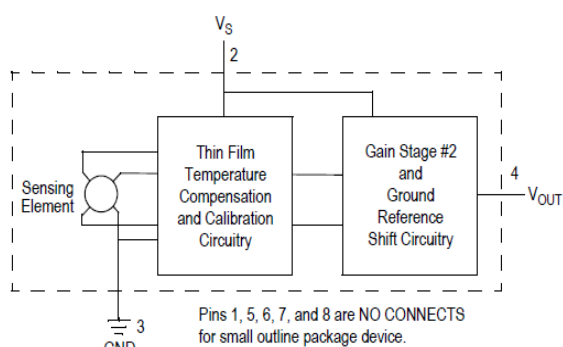 VS
2
Sensing
Element
Thin Film
Temperature
Compensation
and Calibration
Circuitry
Gain Stage #2
and
Ground
Reference
Shift Circuitry
4
VOUT
3
GND
Pins 1, 5, 6, 7, and 8 are NO CONNECTS
for small outline package device.